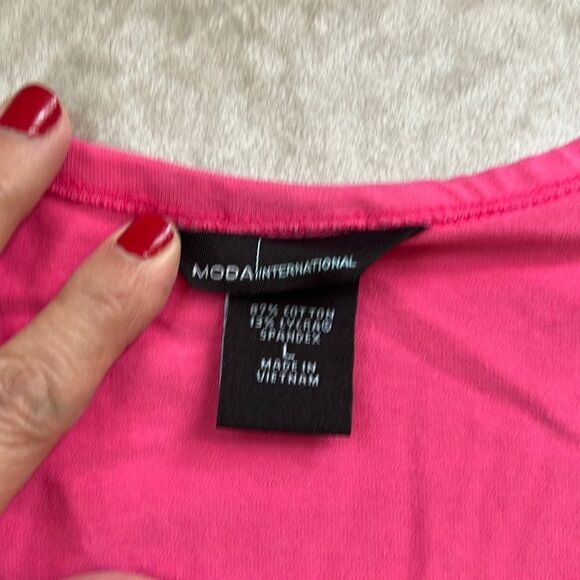 MODA INTERNATIONAL
87% COTTON
13% LYCRA®
SPANDEX
L
MADE IN
VIETNAM